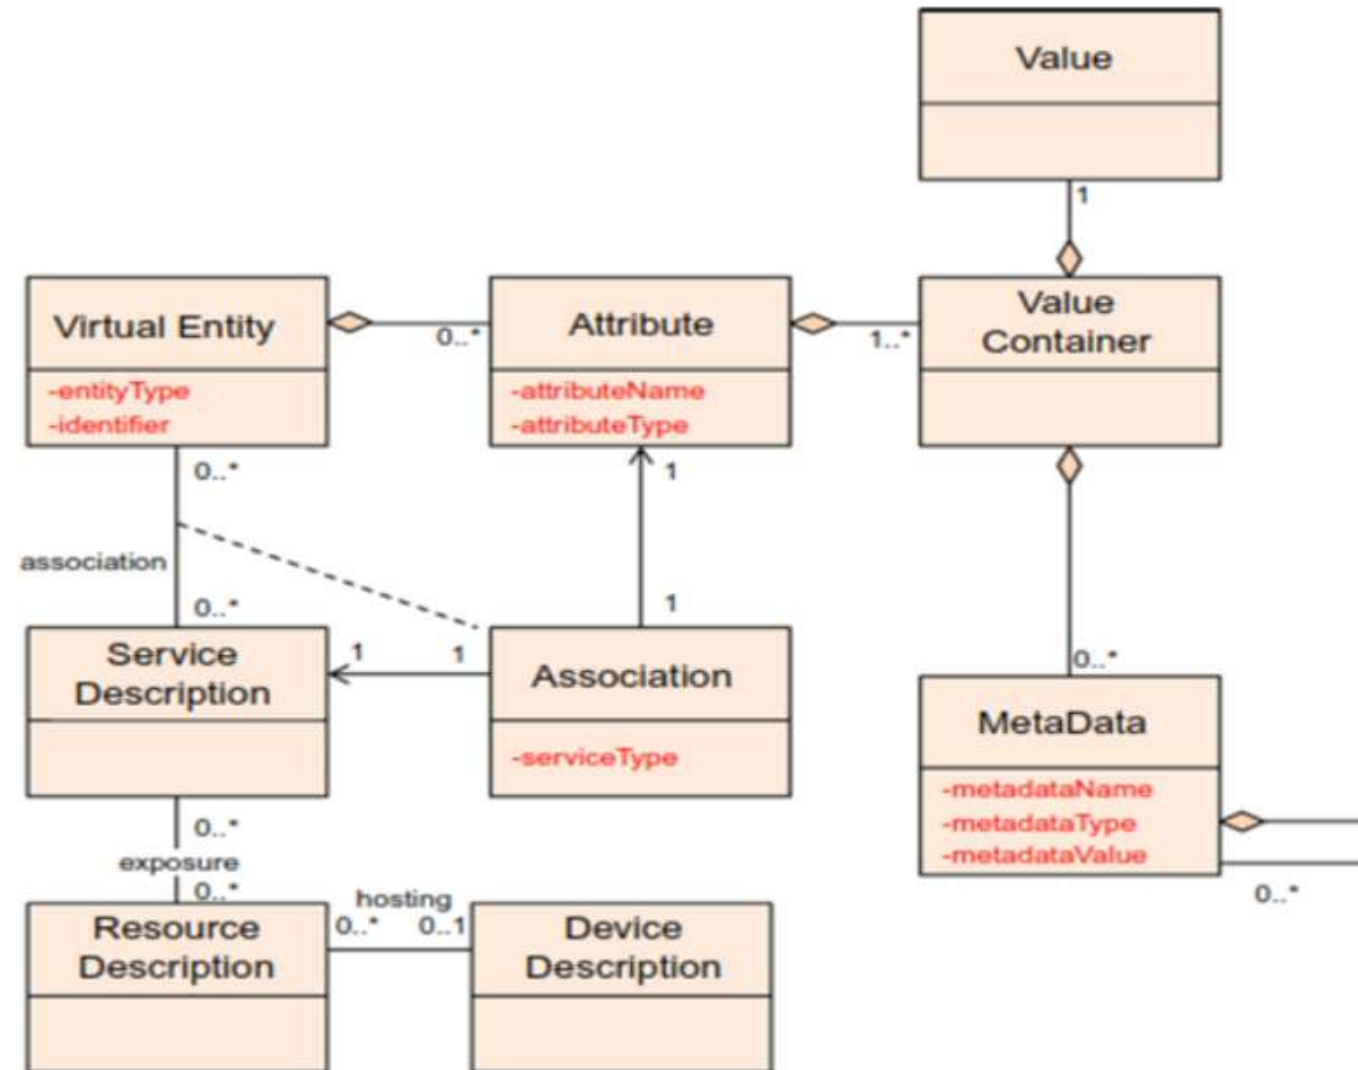 Value
1
Virtual Entity
-entityType
-identifier
0..*
Attribute
-attributeName
-attributeType
1..*
Value
Container
0..*
association
0..*
1
1
Service
Description
1
1
Association
-serviceType
0..*
MetaData
-metadataName
-metadataType
-metadataValue
0..*
0..*
exposure
0..*
hosting
0..*
0..1
Resource
Description
Device
Description